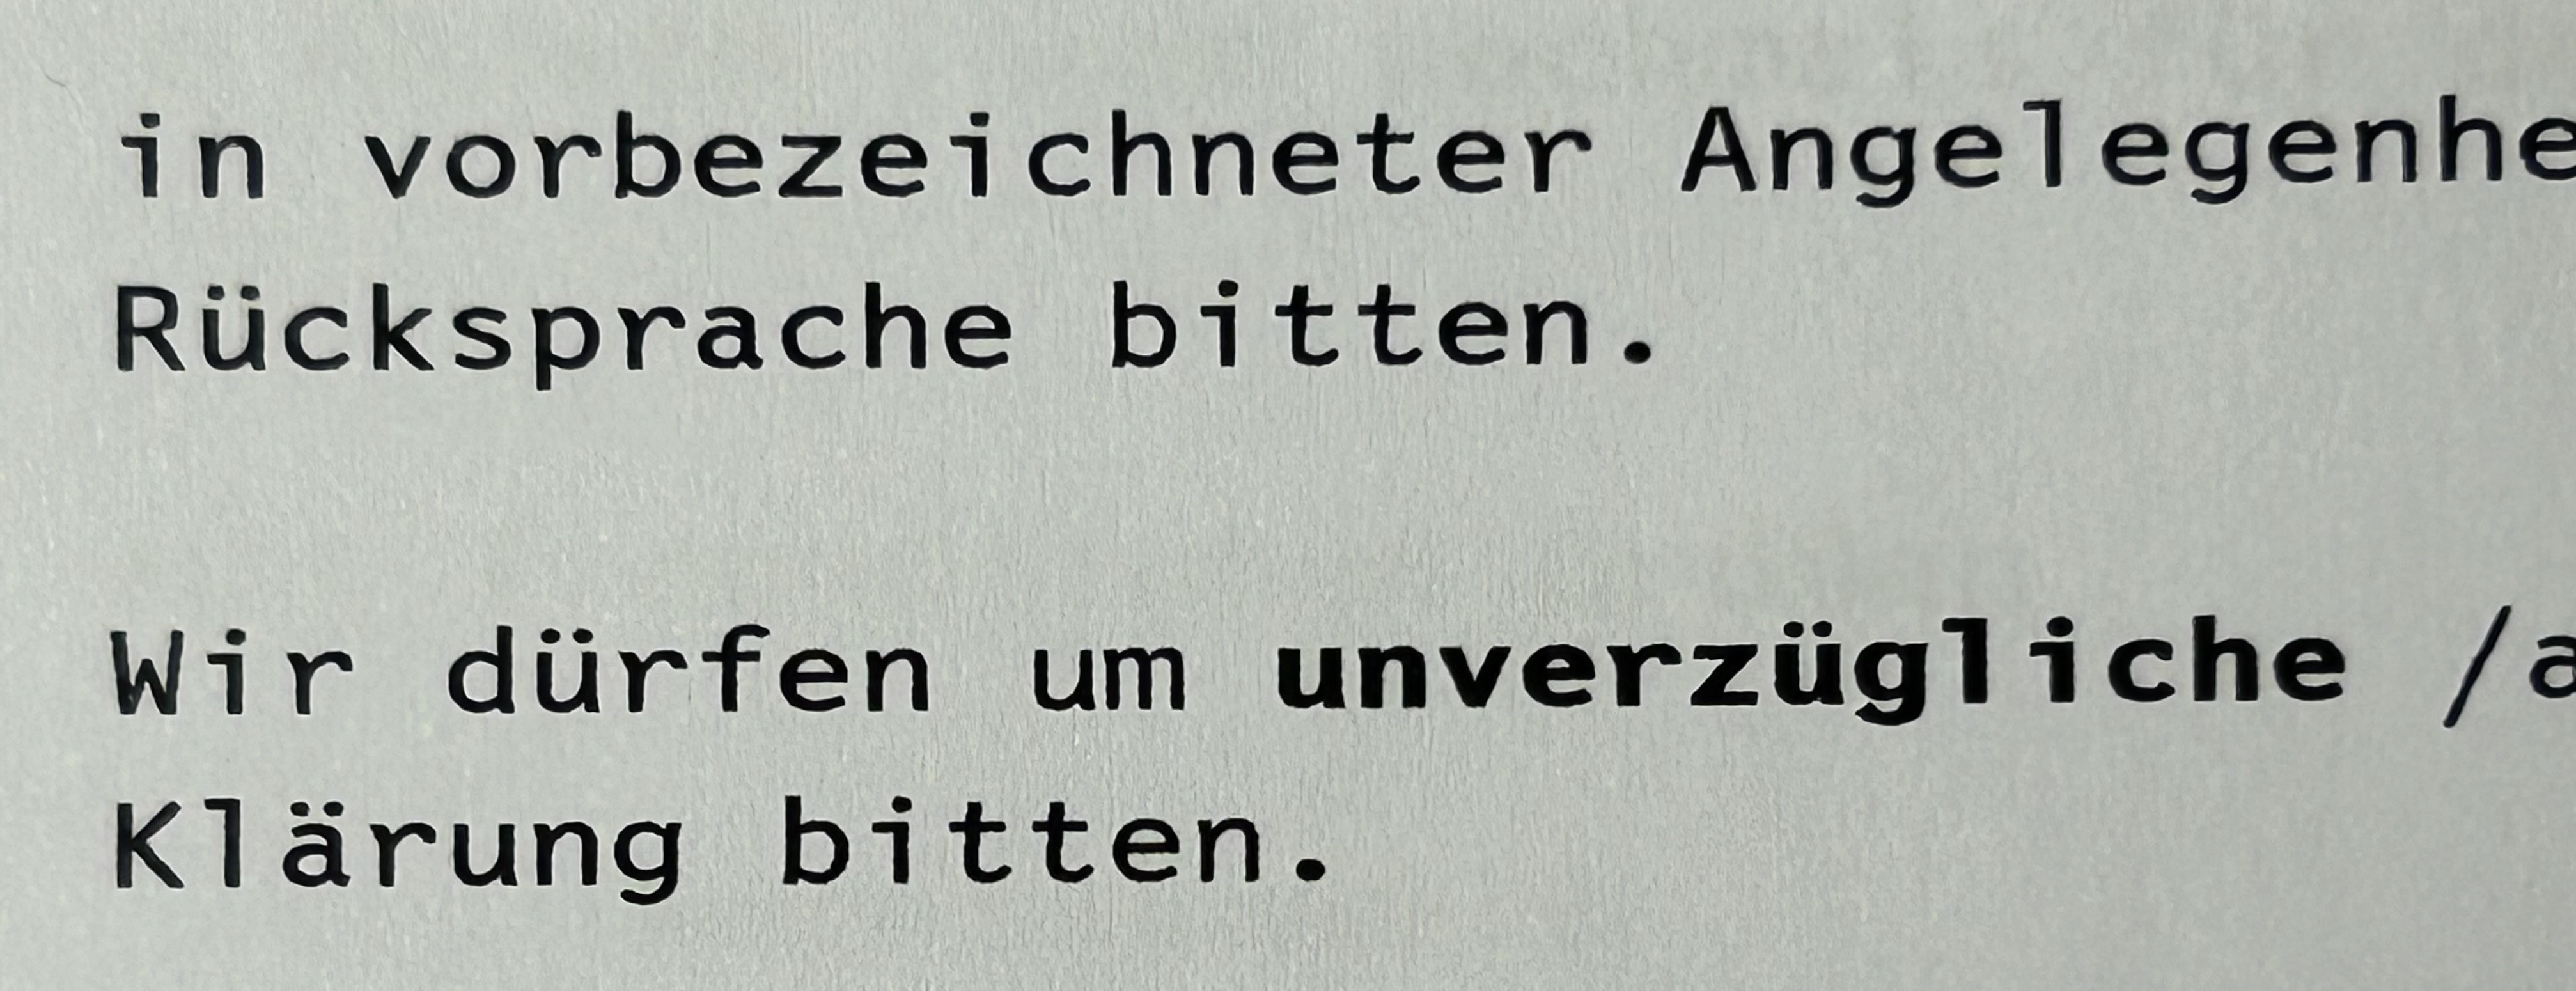 in vorbezeichneter Angelegenhe
Rücksprache bitten.
Wir dürfen um unverzügliche /a
Klärung bitten.